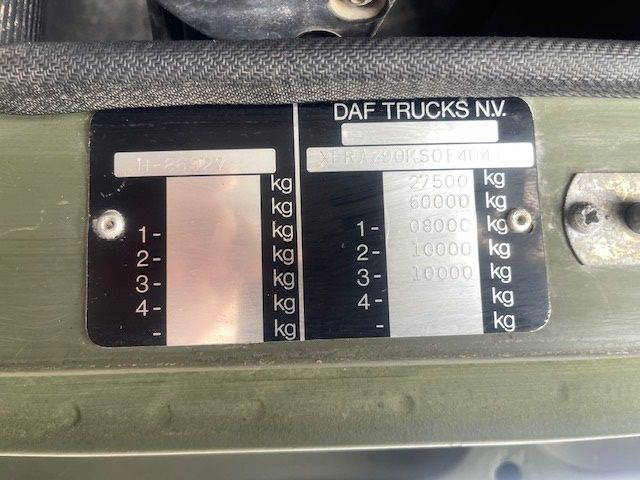 DAF TRUCKS N.V.
kg 27500 kg
kg 60000 kg
1- kg 1- 08000 kg
2- kg 2- 10000 kg
3- kg 3- 10000 kg
4- kg 4- kg
- kg - kg